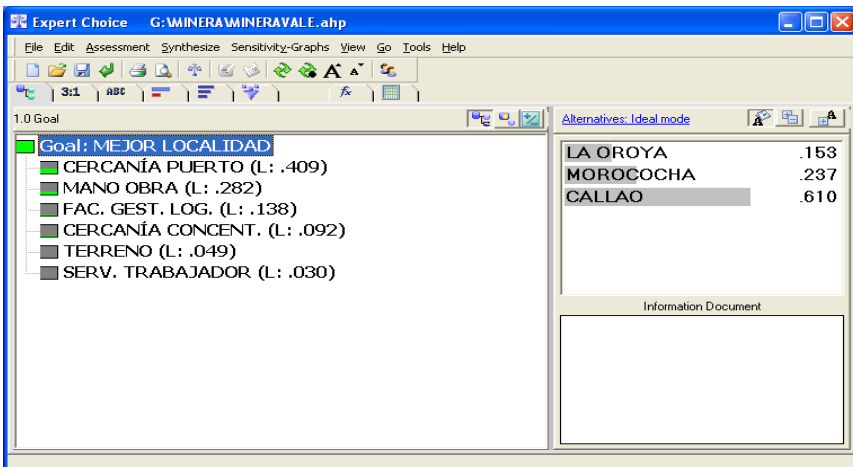 Expert Choice G:\MINERA\MINERAVALE.ahp
File Edit Assessment Synthesize Sensitivity-Graphs View Go Tools Help
3:1 ABC fx
1.0 Goal
Alternatives: Ideal mode
Goal: MEJOR LOCALIDAD
CERCANÍA PUERTO (L: .409)
MANO OBRA (L: .282)
FAC. GEST. LOG. (L: .138)
CERCANÍA CONCENT. (L: .092)
TERRENO (L: .049)
SERV. TRABAJADOR (L: .030)
LA OROYA .153
MOROCOCHA .237
CALLAO .610
Information Document